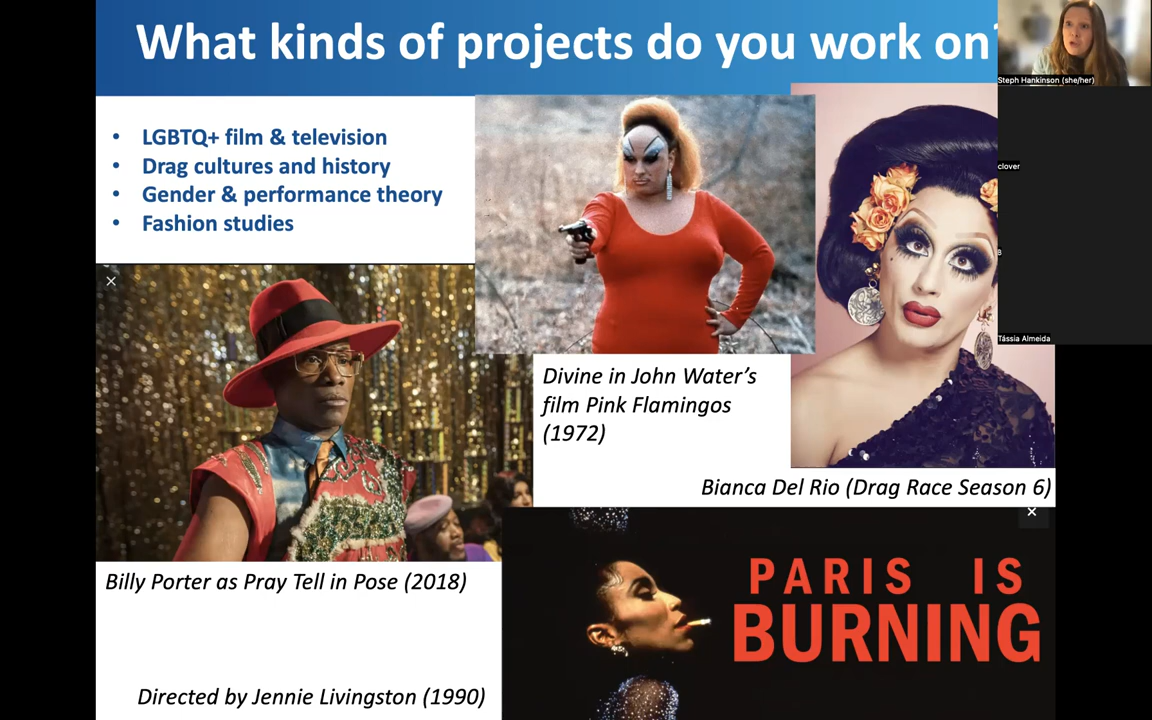 What kinds of projects do you work on?
Steph Hankinson (she/her)
• LGBTQ+ film & television
• Drag cultures and history
• Gender & performance theory
• Fashion studies
clover
B
Tássia Almeida
Divine in John Water's
film Pink Flamingos
(1972)
Bianca Del Rio (Drag Race Season 6)
Billy Porter as Pray Tell in Pose (2018)
PARIS IS
BURNING
Directed by Jennie Livingston (1990)